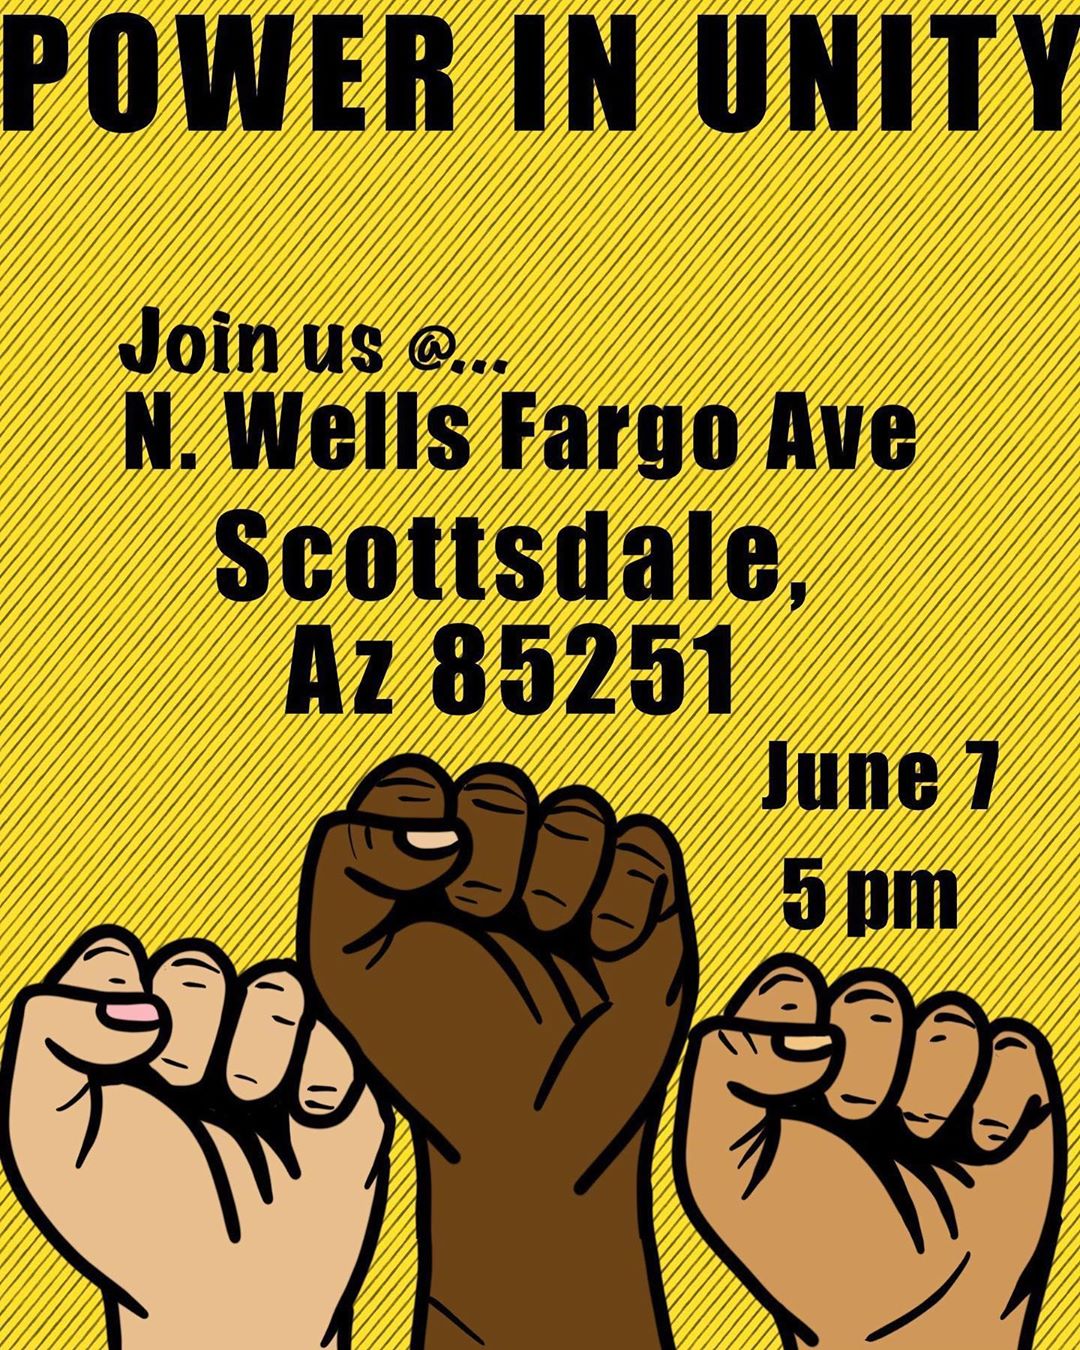 POWER IN UNITY
Join us @...
N. Wells Fargo Ave
Scottsdale,
Az 85251
June 7
5 pm